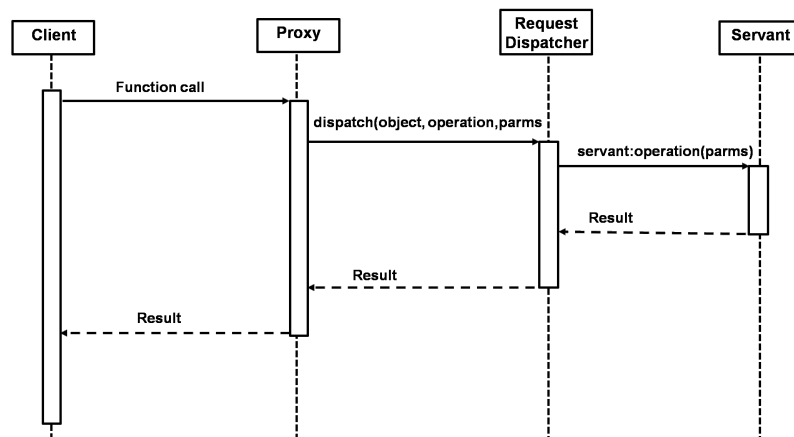 Client
Proxy
Request
Dispatcher
Servant
Function call
dispatch(object, operation,parms
servant:operation(parms)
Result
Result
Result